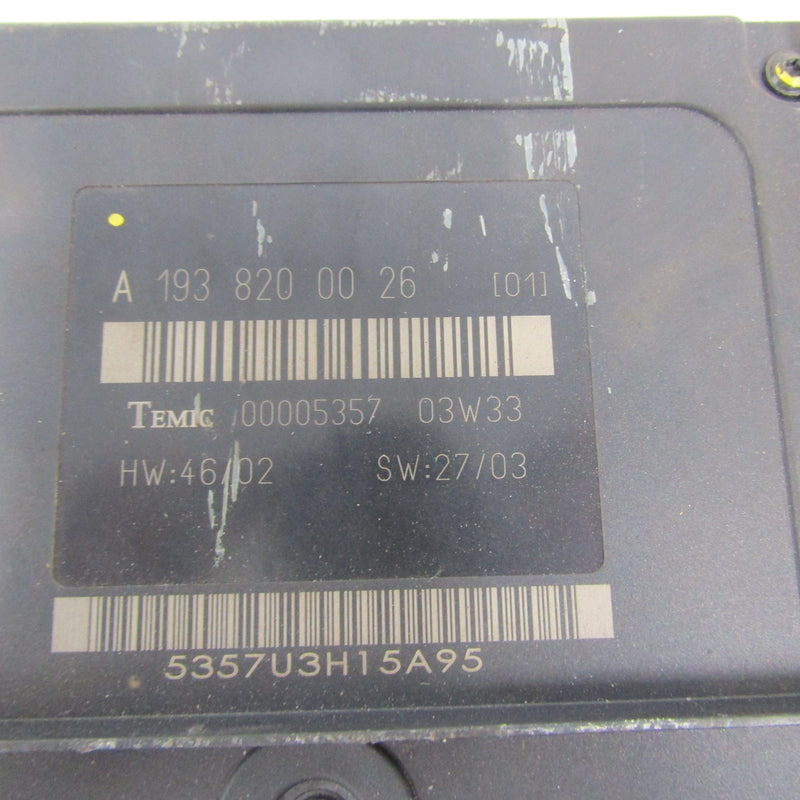 A 193 820 00 26 [01]
TEMIC 00005357 03W33
HW:46/02 SW:27/03
5357U3H15A95